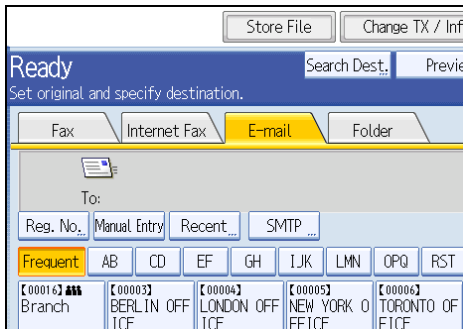 Store File Change TX / Inf
Ready Search Dest. Previe
Set original and specify destination.
Fax Internet Fax E-mail Folder
To:
Reg. No. Manual Entry Recent SMTP
Frequent AB CD EF GH IJK LMN OPQ RST
【00016】 【00003】 【00004】 【00005】 【00006】
Branch BERLIN OFF LONDON OFF NEW YORK O TORONTO OF
ICE ICE FFICE FICE